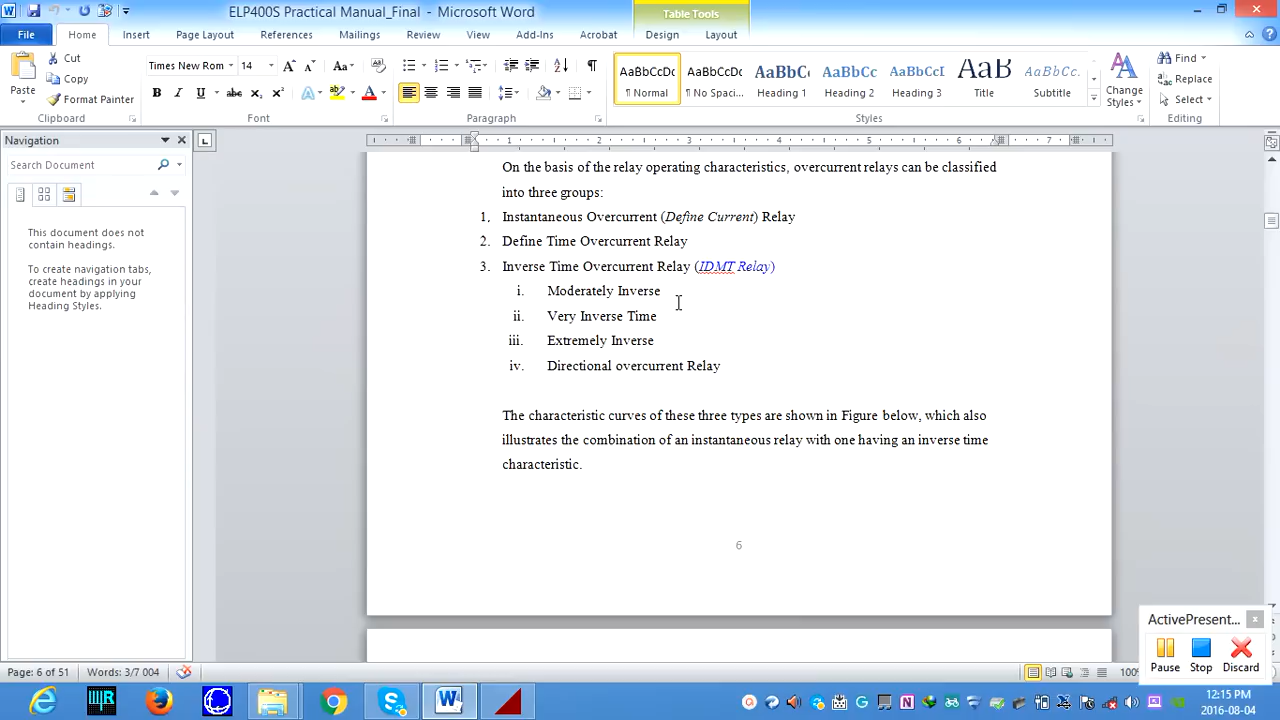 ELP400S Practical Manual_Final - Microsoft Word
Table Tools
File Home Insert Page Layout References Mailings Review View Add-Ins Acrobat Design Layout
Paste
Cut
Copy
Format Painter
Clipboard
Times New Rom 14
Font
Paragraph
AaBbCcDc
¶ Normal
AaBbCcDc
¶ No Spaci...
AaBbC
Heading 1
AaBbCc
Heading 2
AaBbCcI
Heading 3
AaB
Title
AaBbCc.
Subtitle
Change
Styles
Styles
Find
Replace
Select
Editing
Navigation
Search Document
This document does not
contain headings.
To create navigation tabs,
create headings in your
document by applying
Heading Styles.
On the basis of the relay operating characteristics, overcurrent relays can be classified
into three groups:
1. Instantaneous Overcurrent (Define Current) Relay
2. Define Time Overcurrent Relay
3. Inverse Time Overcurrent Relay (IDMT Relay)
i. Moderately Inverse
ii. Very Inverse Time
iii. Extremely Inverse
iv. Directional overcurrent Relay
The characteristic curves of these three types are shown in Figure below, which also
illustrates the combination of an instantaneous relay with one having an inverse time
characteristic.
6
ActivePresent...
Pause Stop Discard
Page: 6 of 51 Words: 3/7 004
12:15 PM
2016-08-04